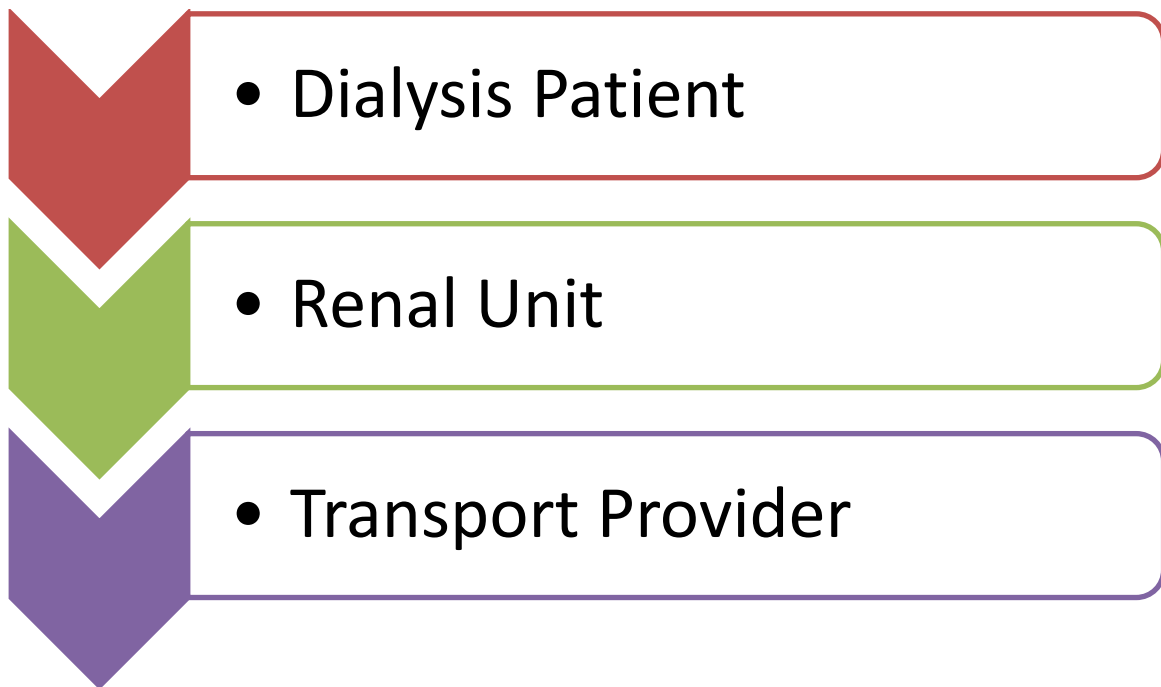 • Dialysis Patient
• Renal Unit
• Transport Provider